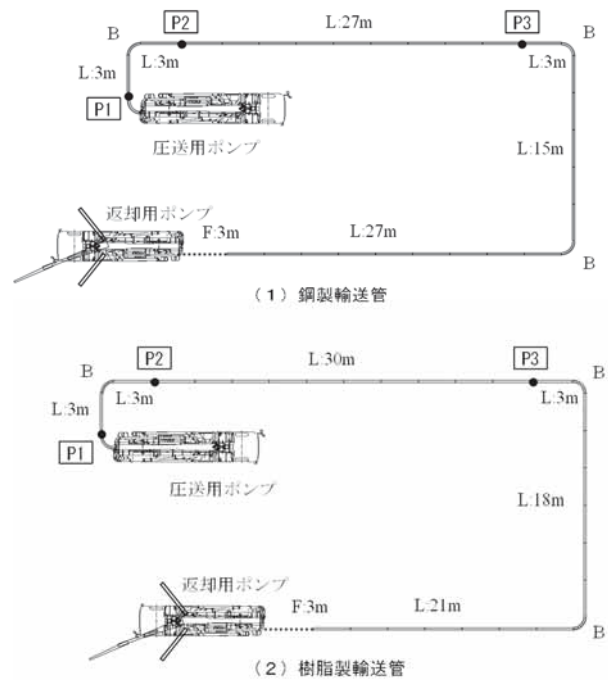 B P2 L:27m P3 B
L:3m L:3m L:3m
P1
圧送用ポンプ L:15m
返却用ポンプ
F:3m L:27m
B
(1) 鋼製輸送管
B P2 L:30m P3 B
L:3m L:3m L:3m
P1
圧送用ポンプ
L:18m
返却用ポンプ
F:3m L:21m
B
(2) 樹脂製輸送管